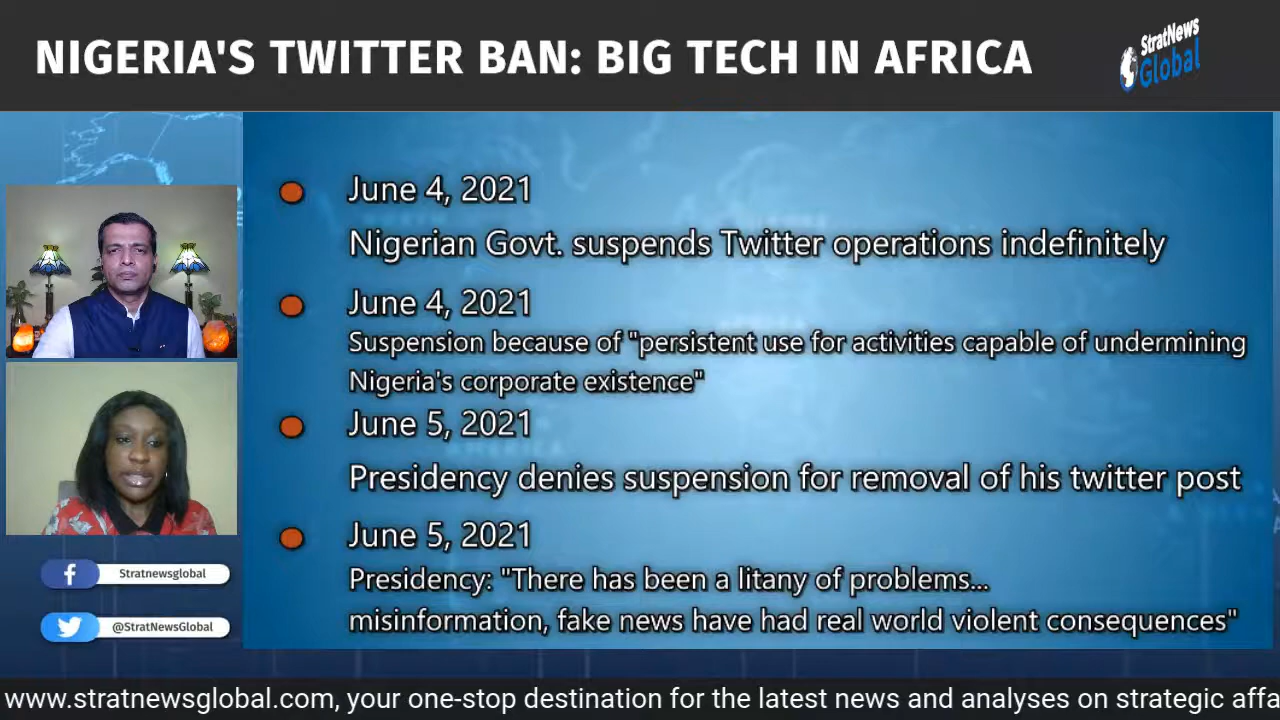 NIGERIA'S TWITTER BAN: BIG TECH IN AFRICA
StratNews
Global
June 4, 2021
Nigerian Govt. suspends Twitter operations indefinitely
June 4, 2021
Suspension because of "persistent use for activities capable of undermining
Nigeria's corporate existence"
June 5, 2021
Presidency denies suspension for removal of his twitter post
June 5, 2021
Presidency: "There has been a litany of problems...
misinformation, fake news have had real world violent consequences"
Stratnewsglobal
@StratNewsGlobal
www.stratnewsglobal.com, your one-stop destination for the latest news and analyses on strategic affa